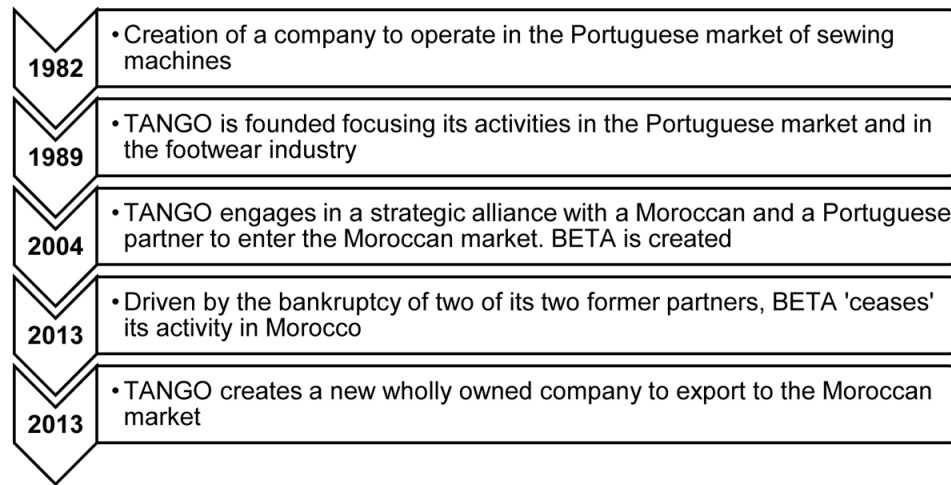 1982
• Creation of a company to operate in the Portuguese market of sewing
machines
1989
• TANGO is founded focusing its activities in the Portuguese market and in
the footwear industry
2004
• TANGO engages in a strategic alliance with a Moroccan and a Portuguese
partner to enter the Moroccan market. BETA is created
2013
• Driven by the bankruptcy of two of its two former partners, BETA 'ceases'
its activity in Morocco
2013
• TANGO creates a new wholly owned company to export to the Moroccan
market